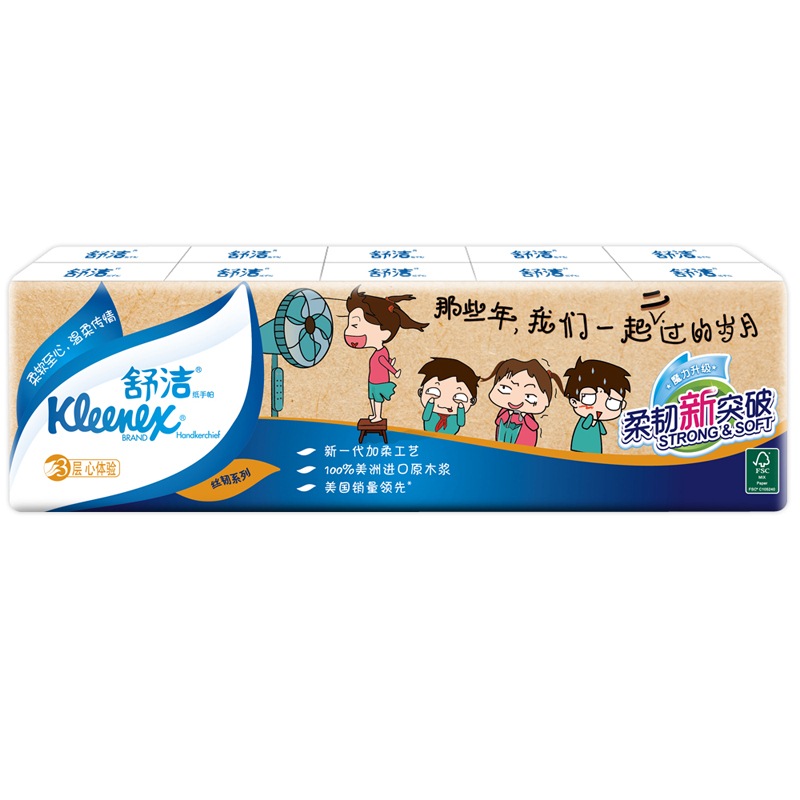 舒洁 舒洁 舒洁 舒洁 舒洁
舒洁 舒洁 舒洁 舒洁 舒洁
柔软至心，温柔传情
舒洁®纸手帕
Kleenex®
BRAND Handkerchief
3层心体验
丝韧系列
那些年,我们一起二过的岁月
新一代加柔工艺
100%美洲进口原木浆
美国销量领先*
魔力升级
柔韧新突破
STRONG & SOFT
FSC
MIX
Paper